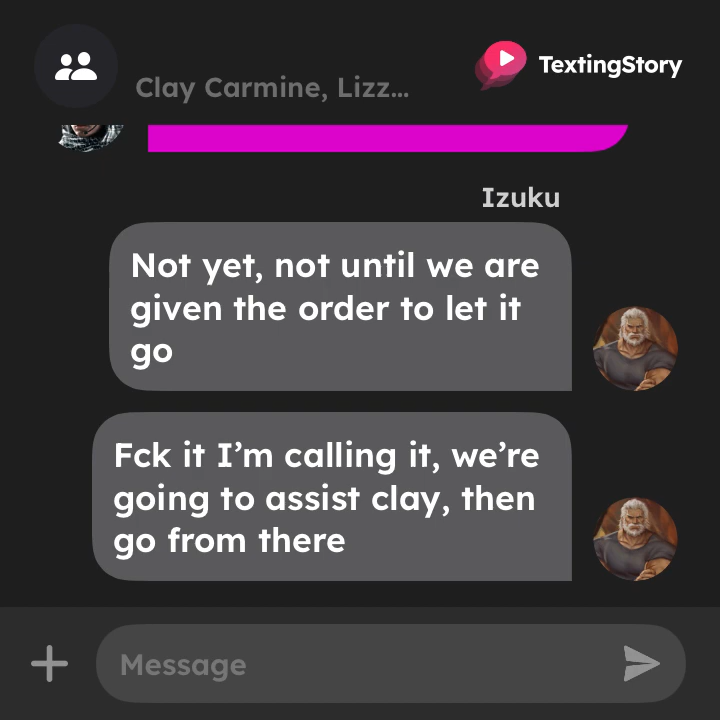 Clay Carmine, Lizz...
TextingStory
Izuku
Not yet, not until we are
given the order to let it
go
Fck it I’m calling it, we’re
going to assist clay, then
go from there
Message